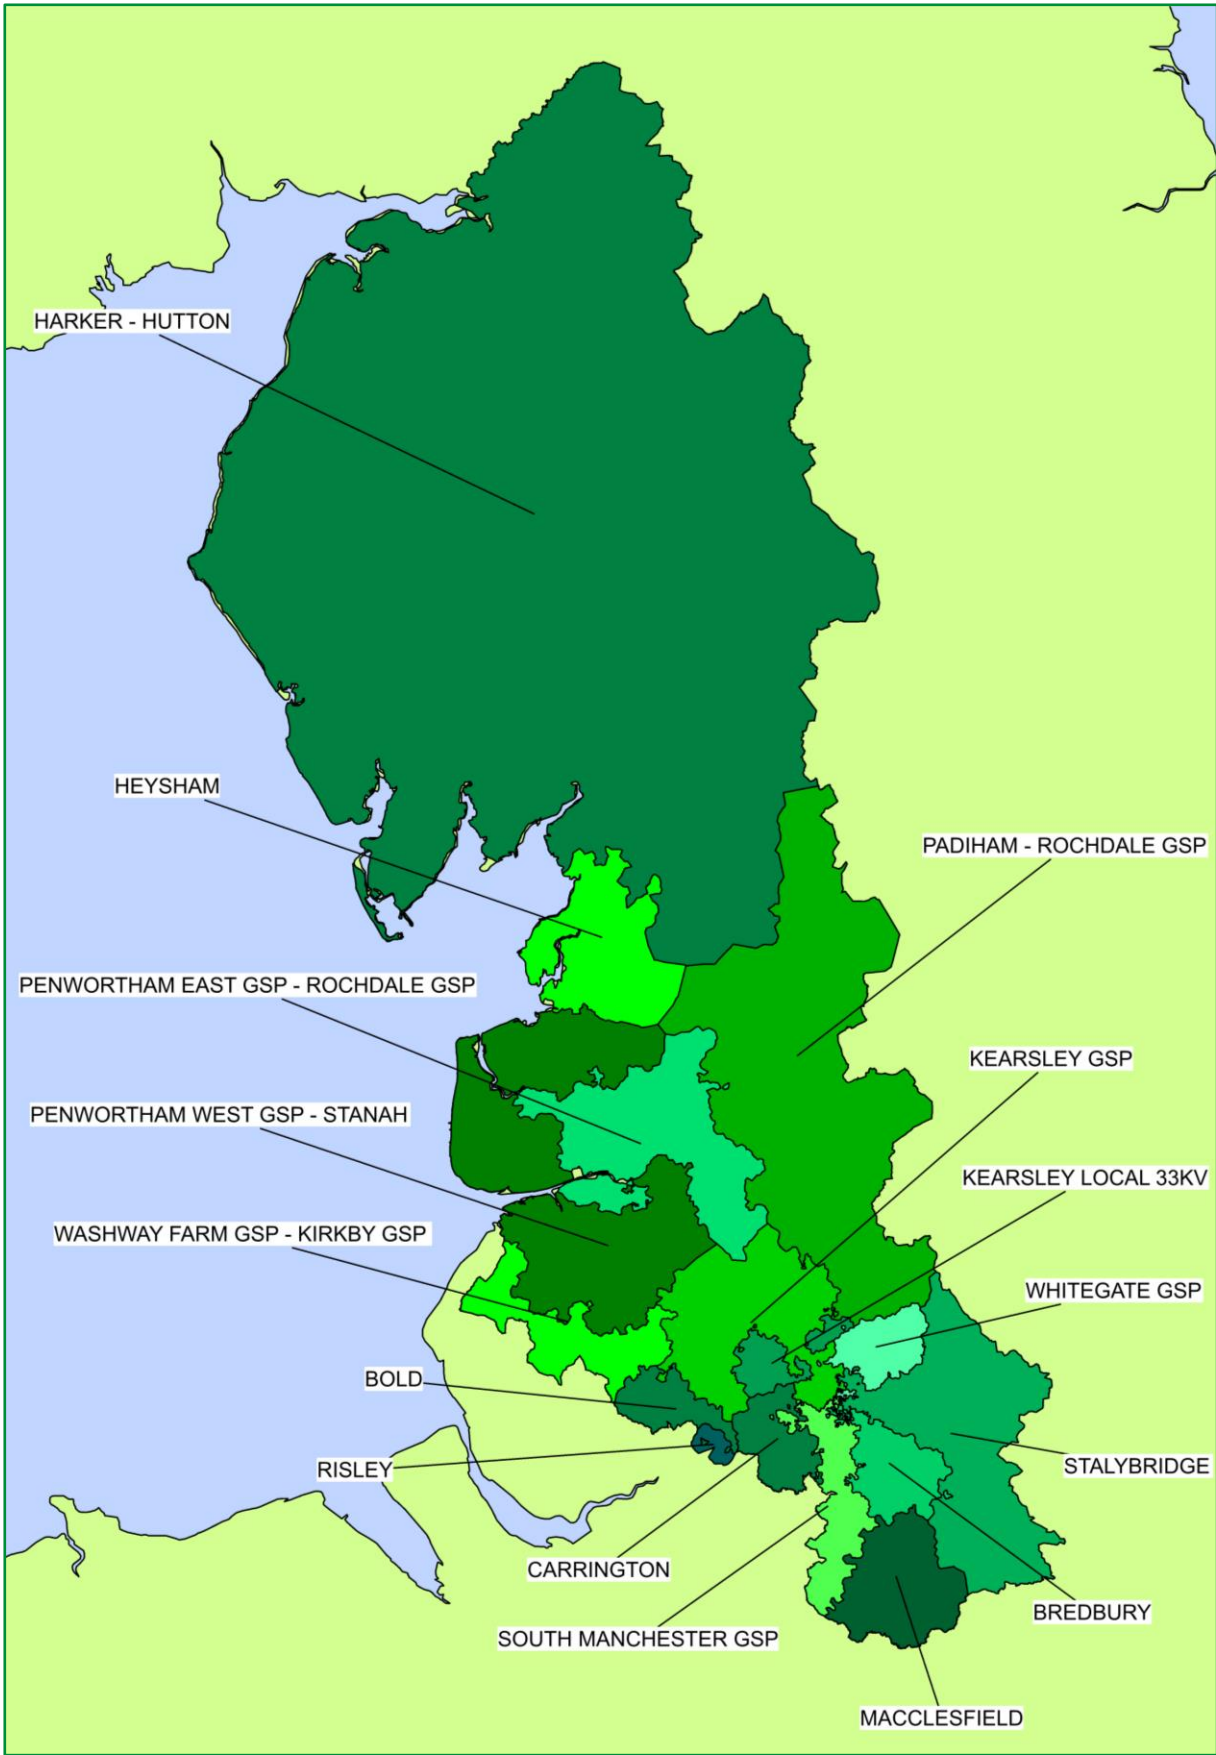 HARKER - HUTTON
HEYSHAM
PADIHAM - ROCHDALE GSP
PENWORTHAM EAST GSP - ROCHDALE GSP
KEARSLEY GSP
PENWORTHAM WEST GSP - STANAH
KEARSLEY LOCAL 33KV
WASHWAY FARM GSP - KIRKBY GSP
WHITEGATE GSP
BOLD
STALYBRIDGE
RISLEY
CARRINGTON
BREDBURY
SOUTH MANCHESTER GSP
MACCLESFIELD